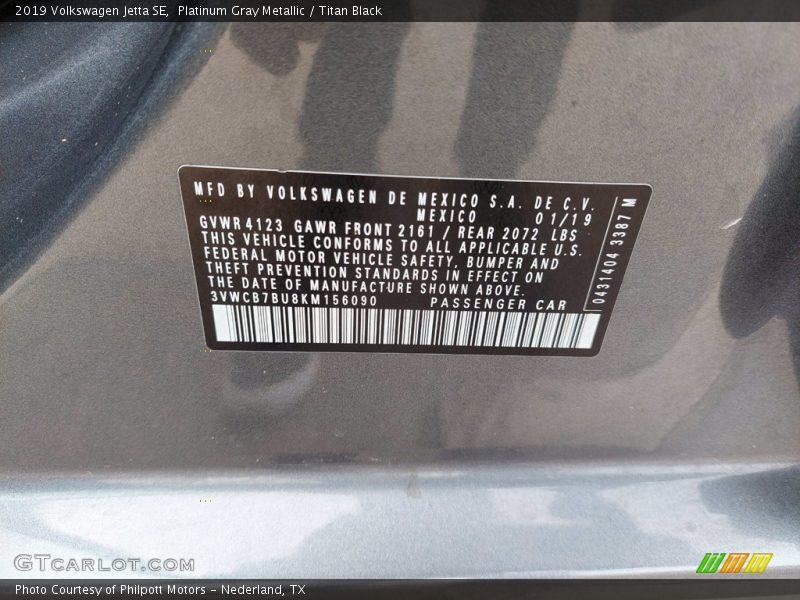 2019 Volkswagen Jetta SE, Platinum Gray Metallic / Titan Black
MFD BY VOLKSWAGEN DE MEXICO S.A. DE C.V.
MEXICO 01/19
GVWR 4123 GAWR FRONT 2161 / REAR 2072 LBS
THIS VEHICLE CONFORMS TO ALL APPLICABLE U.S.
FEDERAL MOTOR VEHICLE SAFETY, BUMPER AND
THEFT PREVENTION STANDARDS IN EFFECT ON
THE DATE OF MANUFACTURE SHOWN ABOVE.
3VWCB7BU8KM156090 PASSENGER CAR
0431404 3387 M
GTCARLOT.COM
Photo Courtesy of Philpott Motors - Nederland, TX